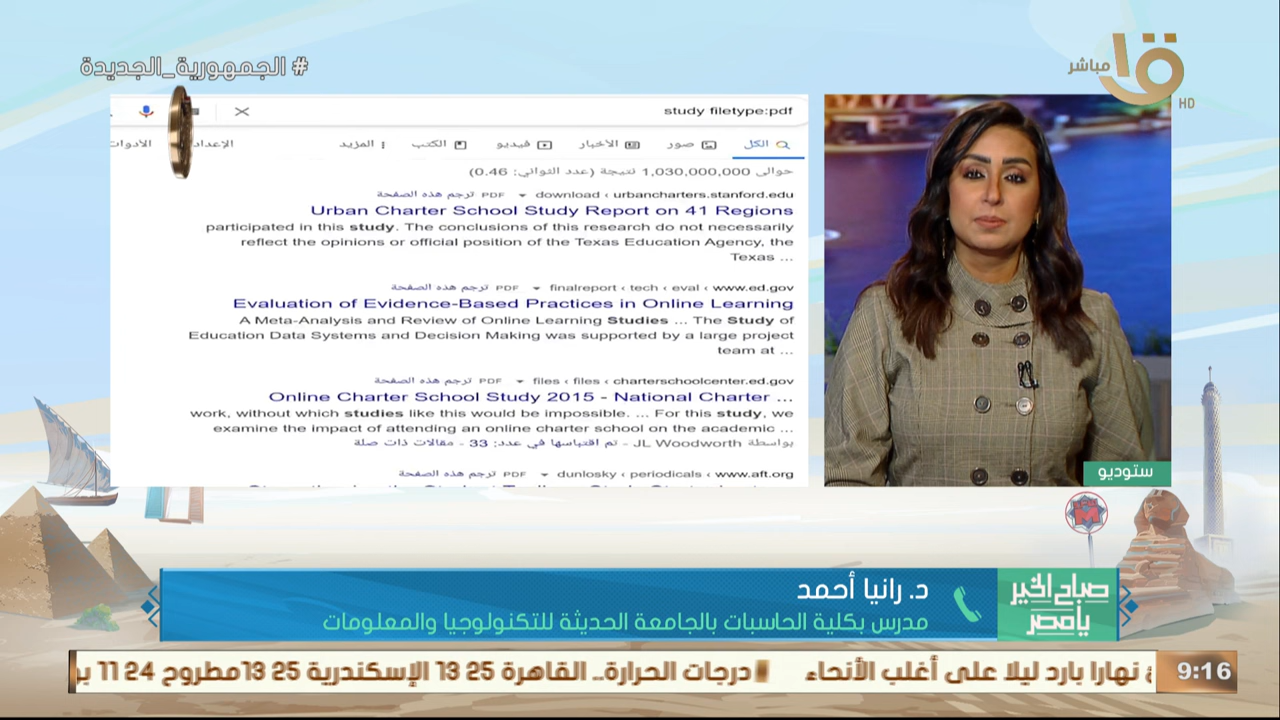 #الجمهورية_الجديدة
مباشر
HD
study filetype:pdf
الكل
صور
الأخبار
فيديو
الكتب
المزيد
الأدوات
حوالى 1,030,000,000 نتيجة (عدد الثواني: 0.46)
urbancharters.stanford.edu › download ▾ PDF ترجم هذه الصفحة
Urban Charter School Study Report on 41 Regions
participated in this study. The conclusions of this research do not necessarily
reflect the opinions or official position of the Texas Education Agency, the
Texas ...
www.ed.gov › eval › tech › finalreport ▾ PDF ترجم هذه الصفحة
Evaluation of Evidence-Based Practices in Online Learning
A Meta-Analysis and Review of Online Learning Studies ... The Study of
Education Data Systems and Decision Making was supported by a large project
team at ...
charterschoolcenter.ed.gov › files › files ▾ PDF ترجم هذه الصفحة
Online Charter School Study 2015 - National Charter ...
work, without which studies like this would be impossible. ... For this study, we
examine the impact of attending an online charter school on the academic ...
بواسطة JL Woodworth - تم اقتباسها في عدد: 33 - مقالات ذات صلة
www.aft.org › periodicals › dunlosky ▾ PDF ترجم هذه الصفحة
ستوديو
صباح الخير
يا مصر
د. رانيا أحمد
مدرس بكلية الحاسبات بالجامعة الحديثة للتكنولوجيا والمعلومات
9:16
نهارا بارد ليلا على أغلب الأنحاء درجات الحرارة.. القاهرة 25 13 الإسكندرية 25 13 مطروح 24 11